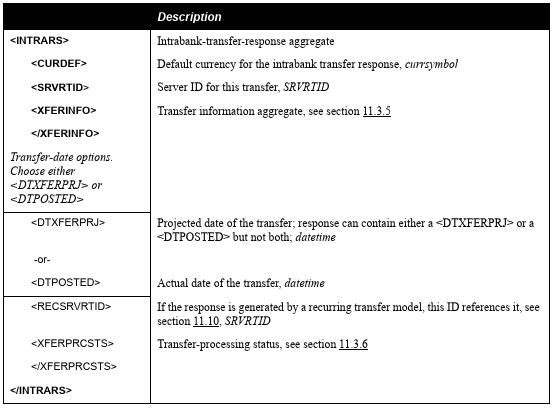 Description
<INTRARS>
Intrabank-transfer-response aggregate
<CURDEF>
Default currency for the intrabank transfer response, currsymbol
<SRVRTID>
Server ID for this transfer, SRVRTID
<XFERINFO>
Transfer information aggregate, see section 11.3.5
</XFERINFO>
Transfer-date options.
Choose either
<DTXFERPRJ> or
<DTPOSTED>
<DTXFERPRJ>
Projected date of the transfer; response can contain either a <DTXFERPRJ> or a
<DTPOSTED> but not both; datetime
-or-
<DTPOSTED>
Actual date of the transfer, datetime
<RECSRVRTID>
If the response is generated by a recurring transfer model, this ID references it, see
section 11.10, SRVRTID
<XFERPRCSTS>
Transfer-processing status, see section 11.3.6
</XFERPRCSTS>
</INTRARS>